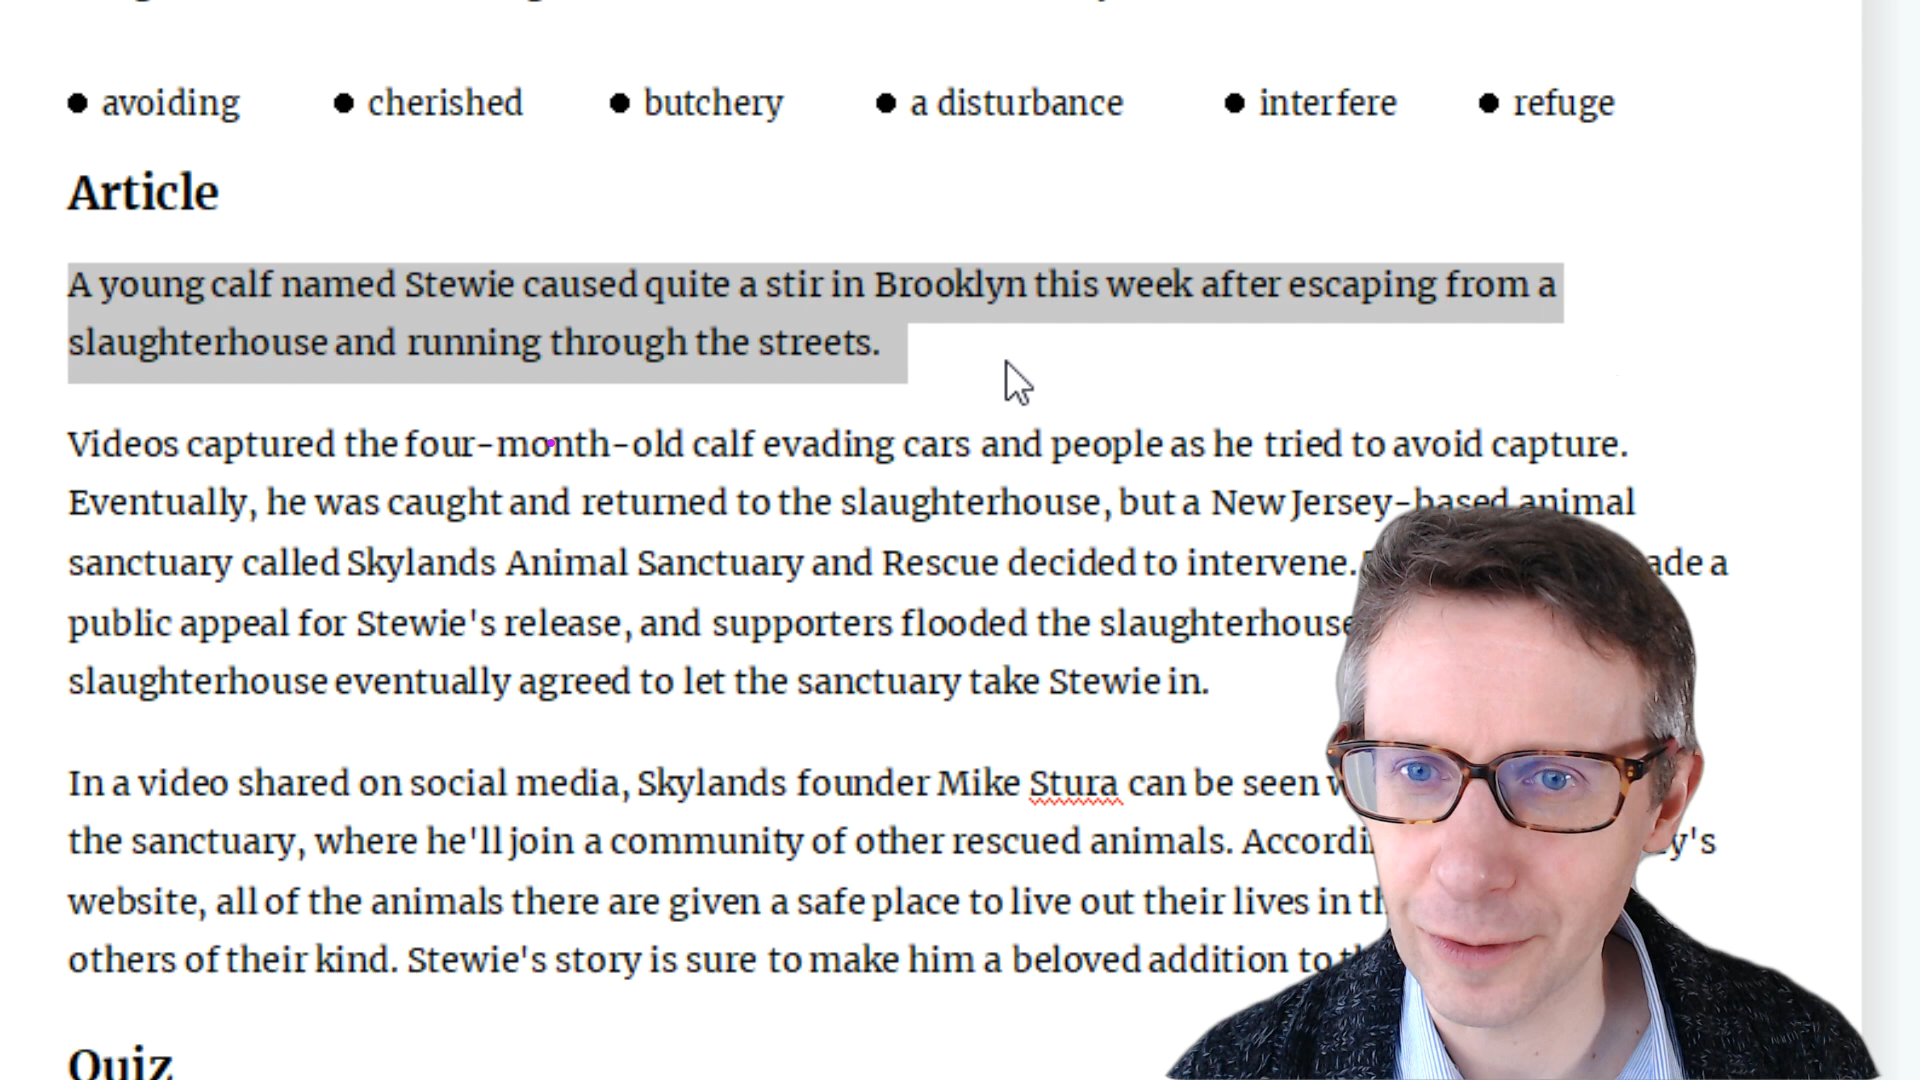 avoiding cherished butchery a disturbance interfere refuge
Article
A young calf named Stewie caused quite a stir in Brooklyn this week after escaping from a
slaughterhouse and running through the streets.
Videos captured the four-month-old calf evading cars and people as he tried to avoid capture.
Eventually, he was caught and returned to the slaughterhouse, but a New Jersey-based animal
sanctuary called Skylands Animal Sanctuary and Rescue decided to intervene. a
public appeal for Stewie's release, and supporters flooded the slaughterhouse
slaughterhouse eventually agreed to let the sanctuary take Stewie in.
In a video shared on social media, Skylands founder Mike Stura can be seen
the sanctuary, where he'll join a community of other rescued animals.
website, all of the animals there are given a safe place to live out their lives in
others of their kind. Stewie's story is sure to make him a beloved addition to
Quiz